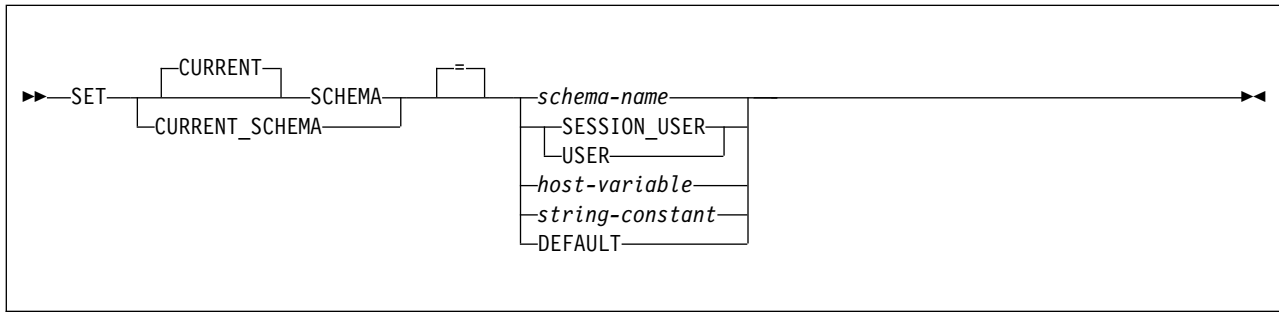 CURRENT =
►►—SET SCHEMA schema-name ►◄
CURRENT_SCHEMA SESSION_USER
USER
host-variable
string-constant
DEFAULT